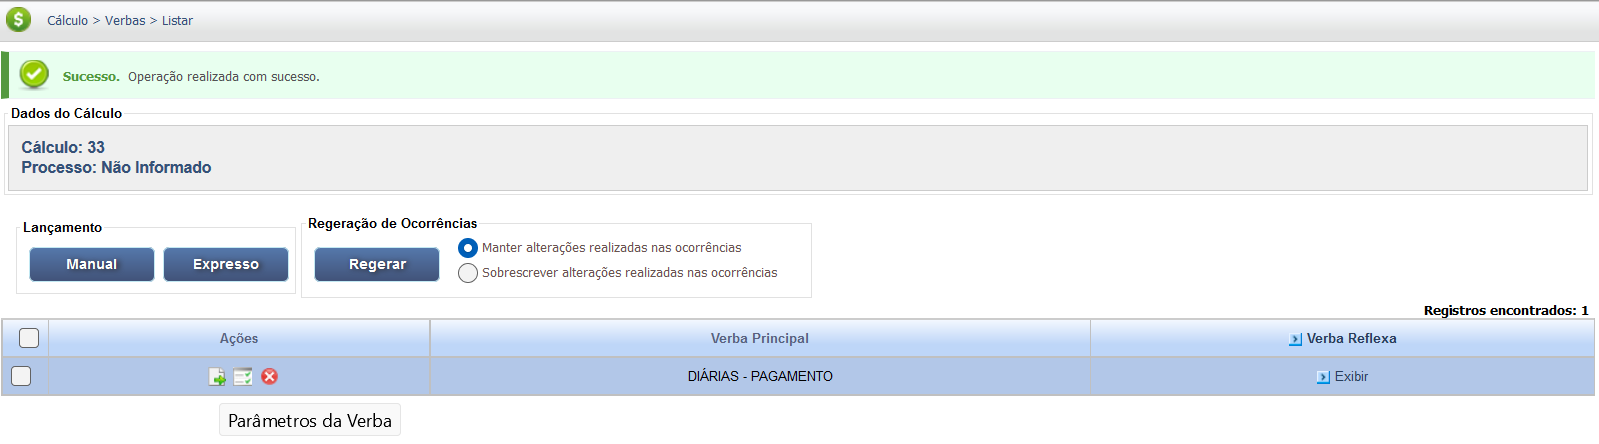 Cálculo > Verbas > Listar
Sucesso. Operação realizada com sucesso.
Dados do Cálculo
Cálculo: 33
Processo: Não Informado
Lançamento
Manual Expresso
Regeração de Ocorrências
Regerar
Manter alterações realizadas nas ocorrências
Sobrescrever alterações realizadas nas ocorrências
Registros encontrados: 1
Ações Verba Principal Verba Reflexa
DIÁRIAS - PAGAMENTO Exibir
Parâmetros da Verba